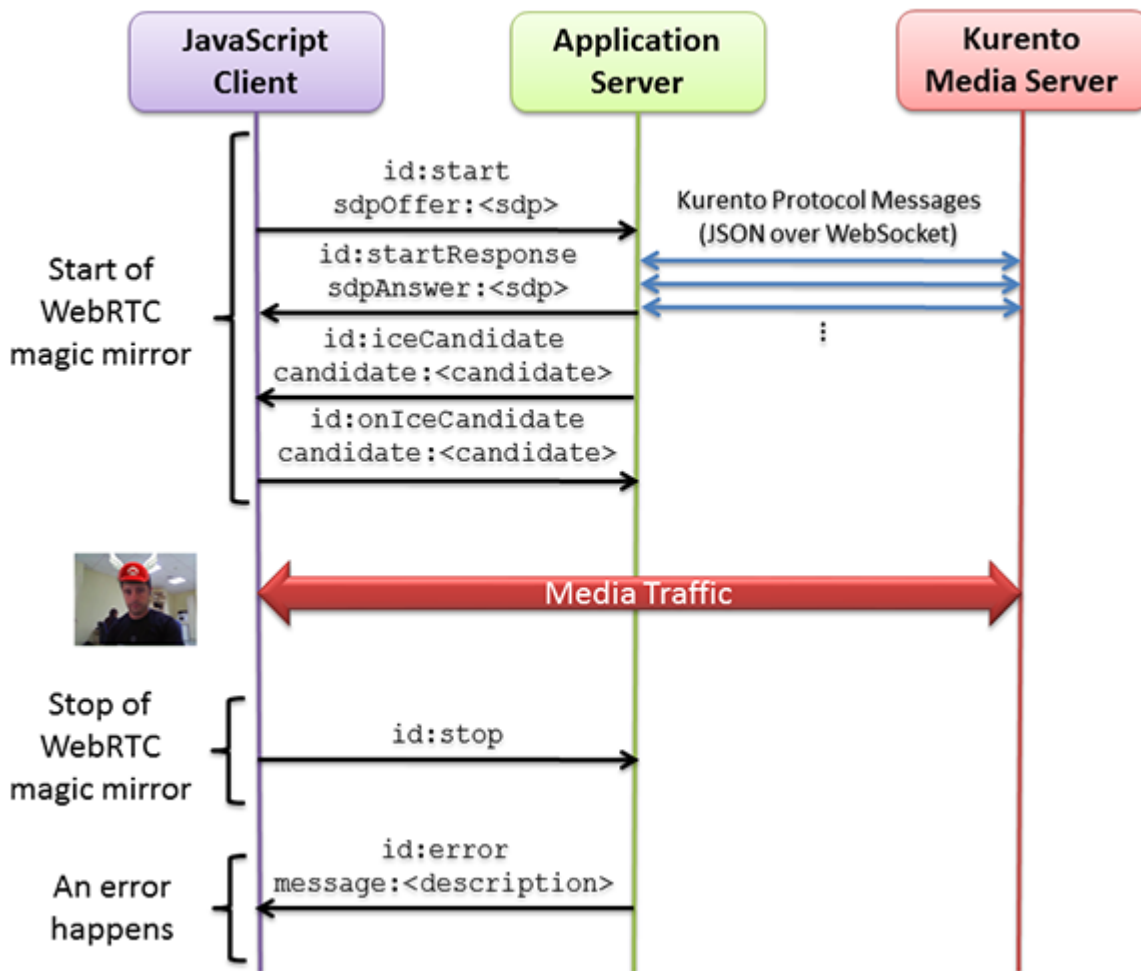 JavaScript
Client
Application
Server
Kurento
Media Server
id:start
sdpOffer:<sdp>
Kurento Protocol Messages
(JSON over WebSocket)
id:startResponse
sdpAnswer:<sdp>
Start of
WebRTC
magic mirror
id:iceCandidate
candidate:<candidate>
id:onIceCandidate
candidate:<candidate>
Media Traffic
Stop of
WebRTC
magic mirror
id:stop
id:error
message:<description>
An error
happens